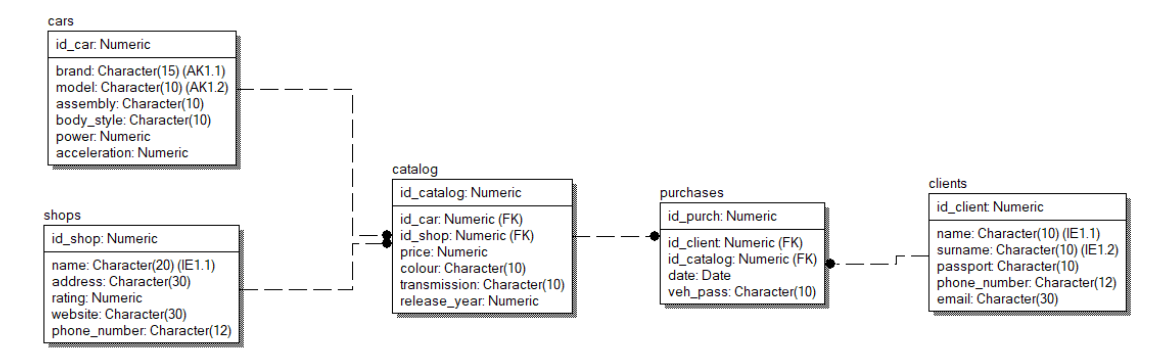 cars
id_car: Numeric
brand: Character(15) (AK1.1)
model: Character(10) (AK1.2)
assembly: Character(10)
body_style: Character(10)
power: Numeric
acceleration: Numeric
shops
id_shop: Numeric
name: Character(20) (IE1.1)
address: Character(30)
rating: Numeric
website: Character(30)
phone_number: Character(12)
catalog
id_catalog: Numeric
id_car: Numeric (FK)
id_shop: Numeric (FK)
price: Numeric
colour: Character(10)
transmission: Character(10)
release_year: Numeric
purchases
id_purch: Numeric
id_client: Numeric (FK)
id_catalog: Numeric (FK)
date: Date
veh_pass: Character(10)
clients
id_client: Numeric
name: Character(10) (IE1.1)
surname: Character(10) (IE1.2)
passport: Character(10)
phone_number: Character(12)
email: Character(30)